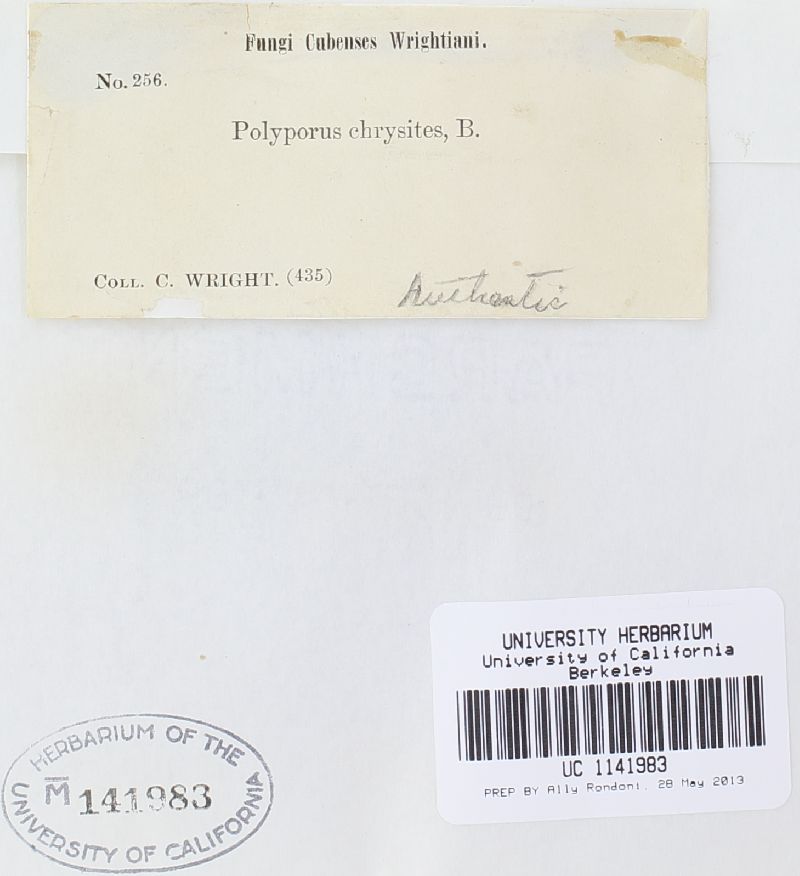 Fungi Cubenses Wrightiani.
No. 256.
Polyporus chrysites, B.
Coll. C. WRIGHT. (435)
Authentic
UNIVERSITY HERBARIUM
University of California
Berkeley
UC 1141983
PREP BY Ally Rondoni, 28 May 2013
HERBARIUM OF THE
M 141983
UNIVERSITY OF CALIFORNIA